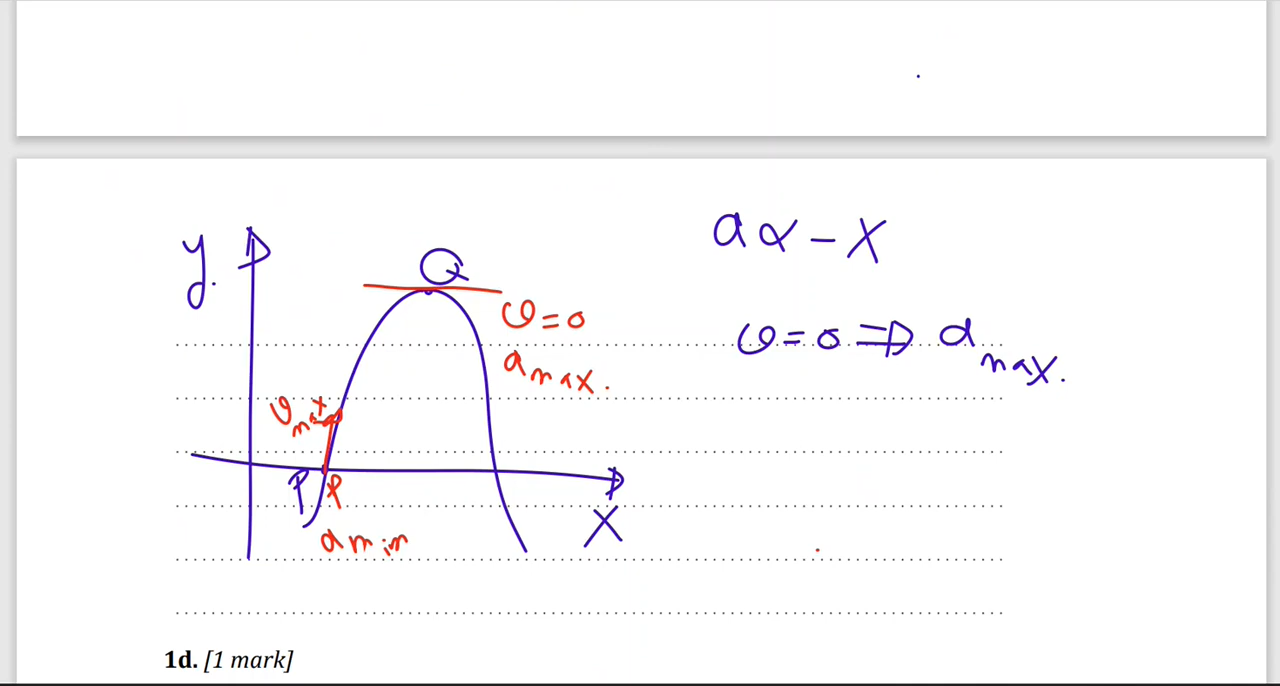 a α - x
y
Q
v = 0
v = 0 ⇒ a max.
a max.
v max
P
x
a min
1d. [1 mark]